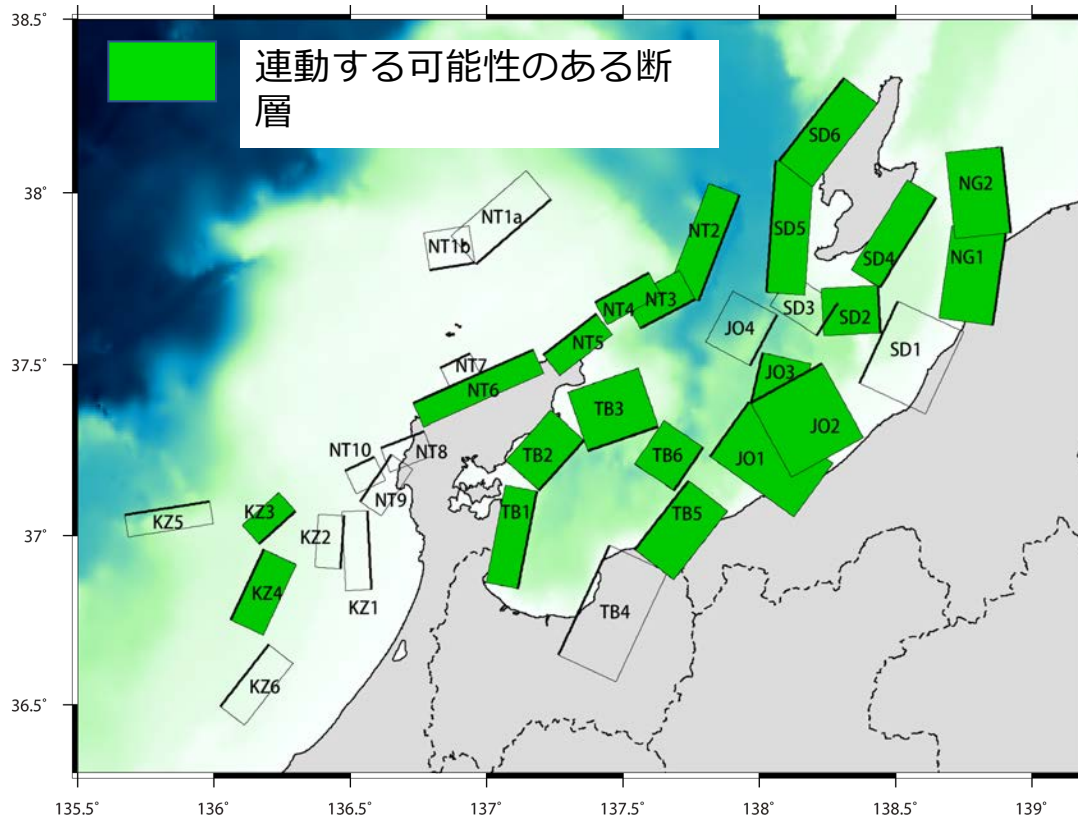 38.5°
連動する可能性のある断
層
SD6
38°
NG2
NT1a
NT2
SD5
NT1b
SD4
NG1
NT3
NT4
SD3
SD2
JO4
NT5
SD1
37.5°
NT7
NT6
JO3
TB3
JO2
NT10
NT8
TB2
TB6
JO1
NT9
KZ5
KZ3
TB1
TB5
37°
KZ2
KZ4
KZ1
TB4
KZ6
36.5°
135.5°
136°
136.5°
137°
137.5°
138°
138.5°
139°